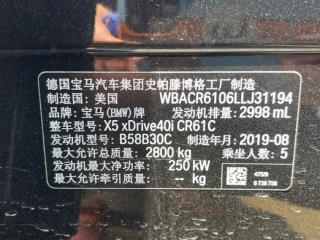 德国宝马汽车集团史帕滕博格工厂制造
制造国: 美国 WBACR6106LLJ31194
品牌: 宝马(BMW)牌 发动机排量: 2998 mL
整车型号: X5 xDrive40i CR61C
发动机型号: B58B30C 制造年月: 2019-08
最大允许总质量: 2800 kg 乘坐人数: 5
发动机最大净功率: 250 kW
最大允许牵引质量: -- kg